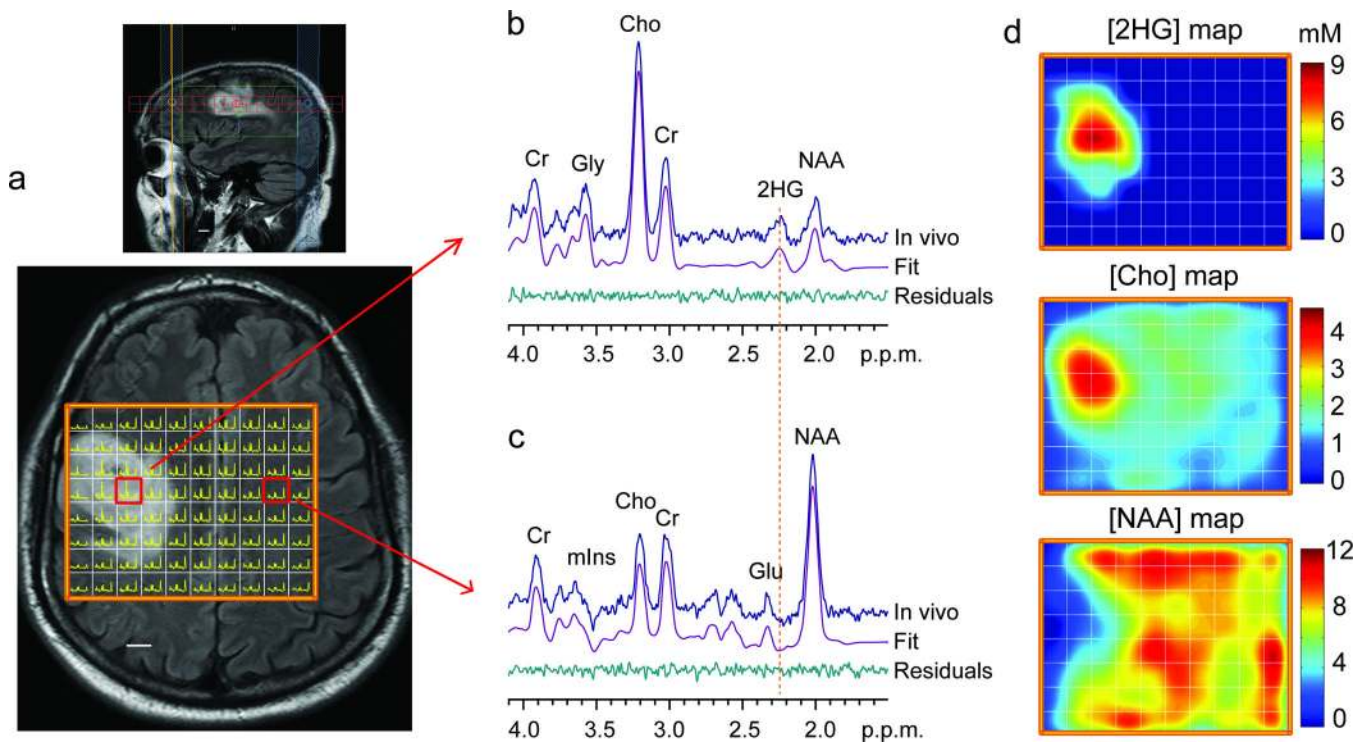 a
b
Cho
Cr
Gly
Cr
2HG
NAA
In vivo
Fit
Residuals
4.0 3.5 3.0 2.5 2.0 p.p.m.
c
Cr
mIns
Cho
Cr
Glu
NAA
In vivo
Fit
Residuals
4.0 3.5 3.0 2.5 2.0 p.p.m.
d
[2HG] map
mM
9
6
3
0
[Cho] map
4
3
2
1
0
[NAA] map
12
8
4
0